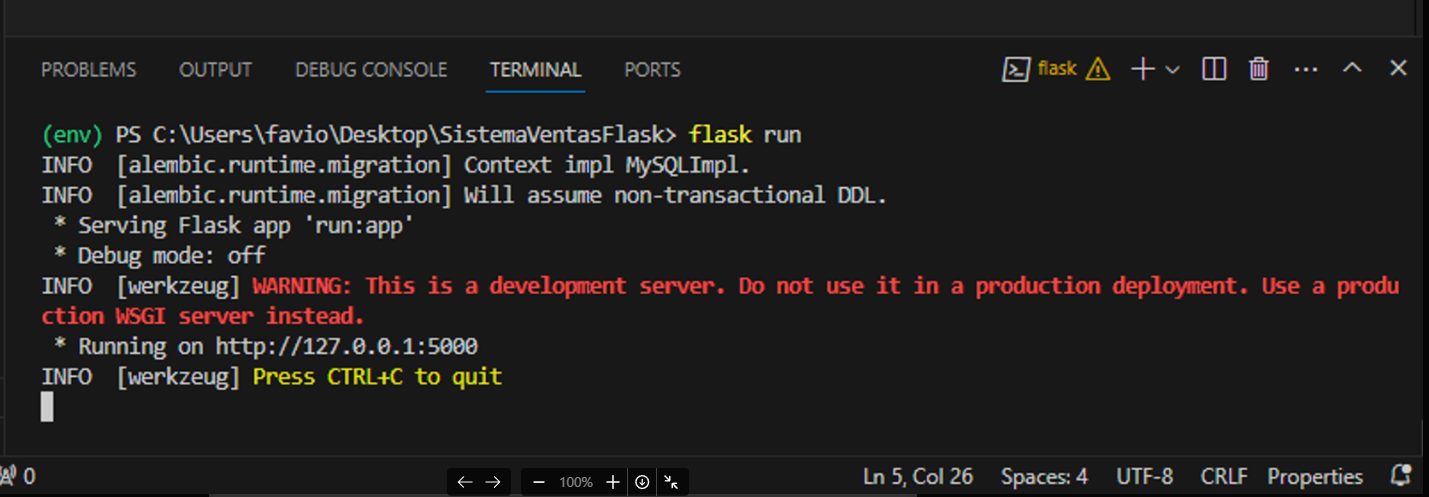 PROBLEMS OUTPUT DEBUG CONSOLE TERMINAL PORTS flask
(env) PS C:\Users\favio\Desktop\SistemaVentasFlask> flask run
INFO  [alembic.runtime.migration] Context impl MySQLImpl.
INFO  [alembic.runtime.migration] Will assume non-transactional DDL.
 * Serving Flask app 'run:app'
 * Debug mode: off
INFO  [werkzeug] WARNING: This is a development server. Do not use it in a production deployment. Use a produ
ction WSGI server instead.
 * Running on http://127.0.0.1:5000
INFO  [werkzeug] Press CTRL+C to quit
0 Ln 5, Col 26 Spaces: 4 UTF-8 CRLF Properties
100%